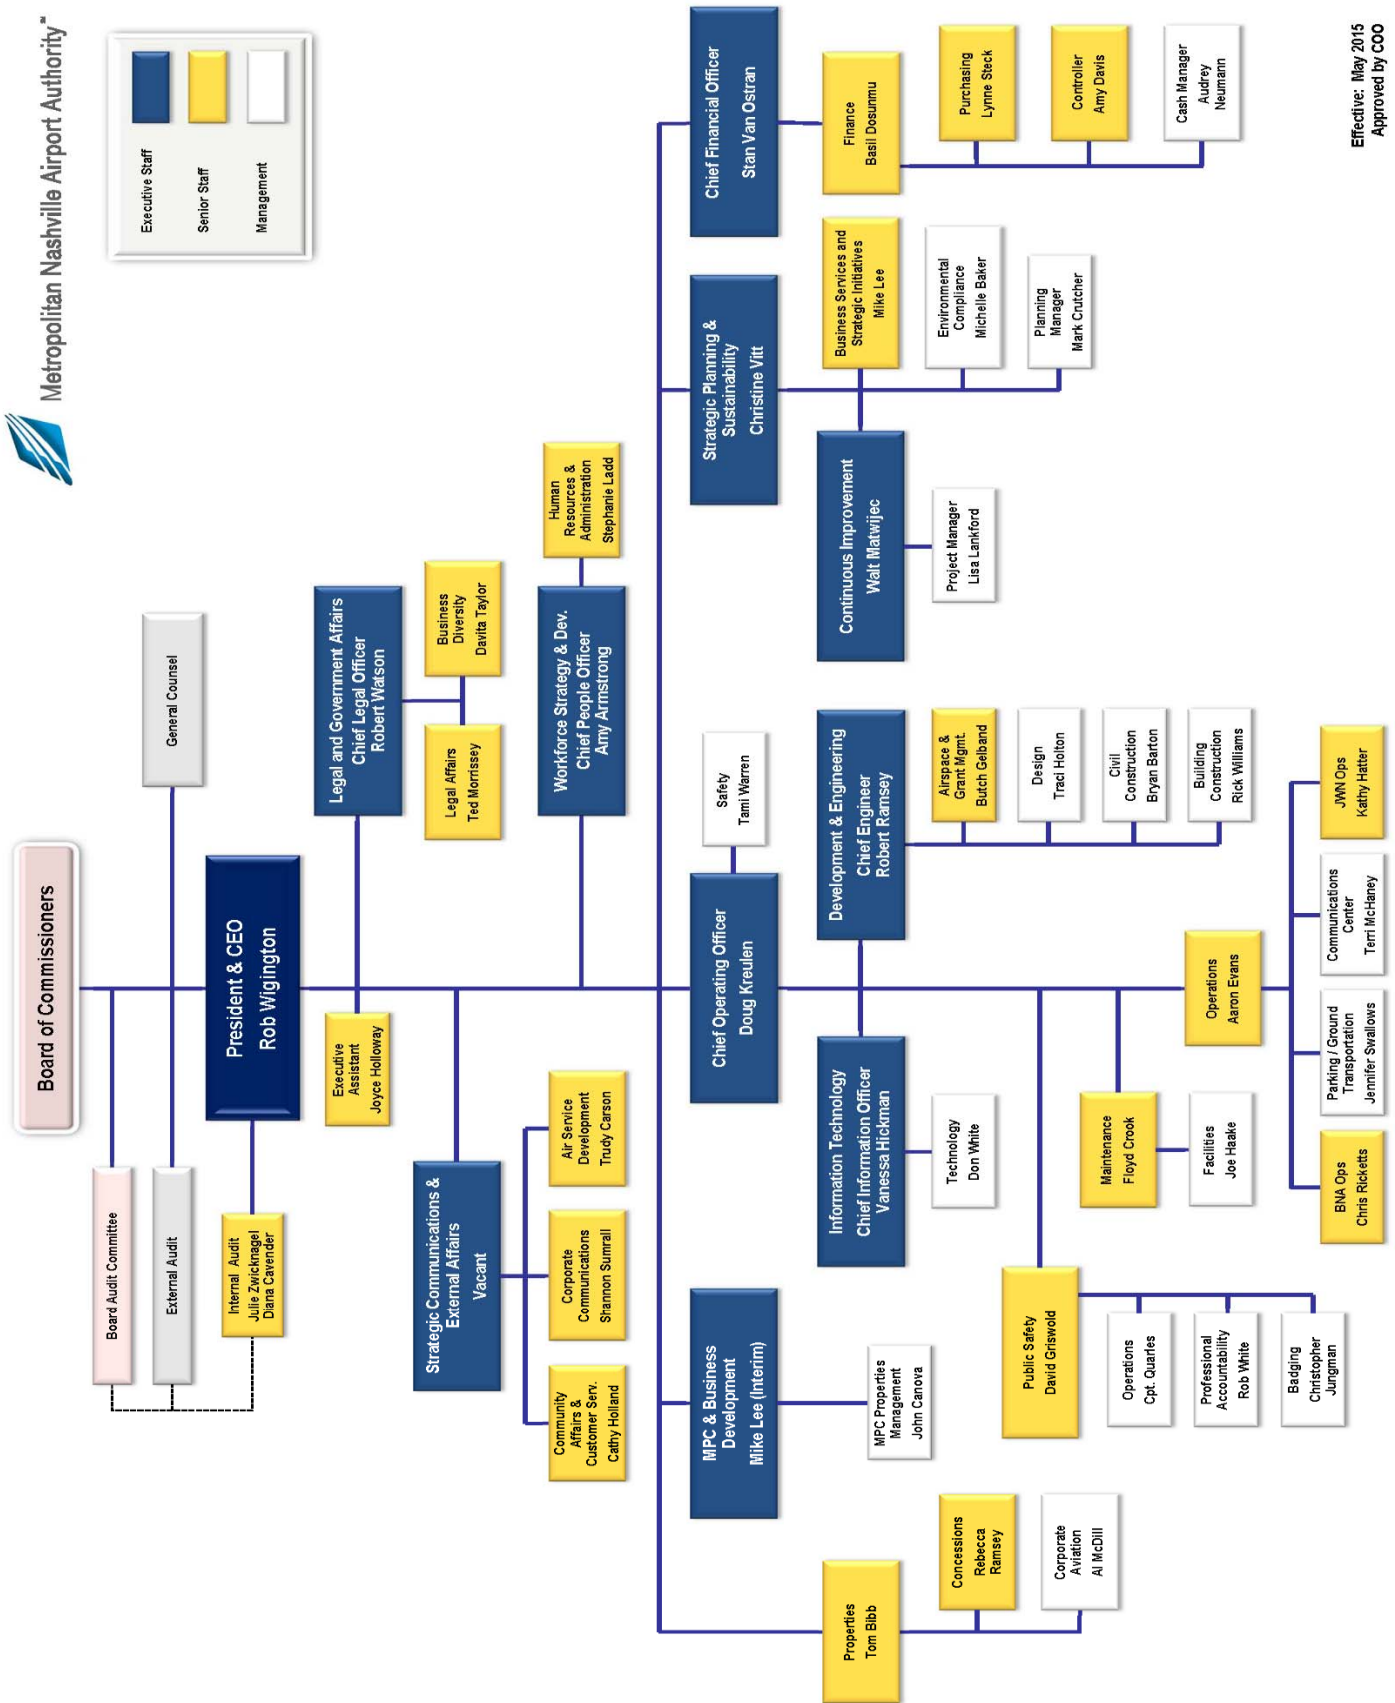 Metropolitan Nashville Airport Authority™
Executive Staff
Senior Staff
Management
Board of Commissioners
Board Audit Committee
External Audit
General Counsel
Internal Audit
Julie Zwicknagel
Diana Cavender
President & CEO
Rob Wigington
Executive
Assistant
Joyce Holloway
Legal and Government Affairs
Chief Legal Officer
Robert Watson
Legal Affairs
Ted Morrissey
Business
Diversity
Davita Taylor
Strategic Communications &
External Affairs
Vacant
Community
Affairs &
Customer Serv.
Cathy Holland
Corporate
Communications
Shannon Sumrall
Air Service
Development
Trudy Carson
Workforce Strategy & Dev.
Chief People Officer
Amy Armstrong
Human
Resources &
Administration
Stephanie Ladd
MPC & Business
Development
Mike Lee (Interim)
Chief Operating Officer
Doug Kreulen
Safety
Tami Warren
Strategic Planning &
Sustainability
Christine Vitt
Chief Financial Officer
Stan Van Ostran
Properties
Tom Bibb
Concessions
Rebecca
Ramsey
Corporate
Aviation
Al McDill
MPC Properties
Management
John Canova
Information Technology
Chief Information Officer
Vanessa Hickman
Technology
Don White
Development & Engineering
Chief Engineer
Robert Ramsey
Airspace &
Grant Mgmt.
Butch Gelband
Design
Traci Holton
Civil
Construction
Bryan Barton
Building
Construction
Rick Williams
Continuous Improvement
Walt Matwijec
Project Manager
Lisa Lankford
Business Services and
Strategic Initiatives
Mike Lee
Environmental
Compliance
Michelle Baker
Planning
Manager
Mark Crutcher
Finance
Basil Dosunmu
Purchasing
Lynne Steck
Controller
Amy Davis
Cash Manager
Audrey
Neumann
Public Safety
David Griswold
Operations
Cpt. Quarles
Professional
Accountability
Rob White
Badging
Christopher
Jungman
Maintenance
Floyd Crook
Facilities
Joe Haake
Operations
Aaron Evans
BNA Ops
Chris Ricketts
Parking / Ground
Transportation
Jennifer Swallows
Communications
Center
Terri McHaney
JWN Ops
Kathy Hatter
Effective: May 2015
Approved by COO